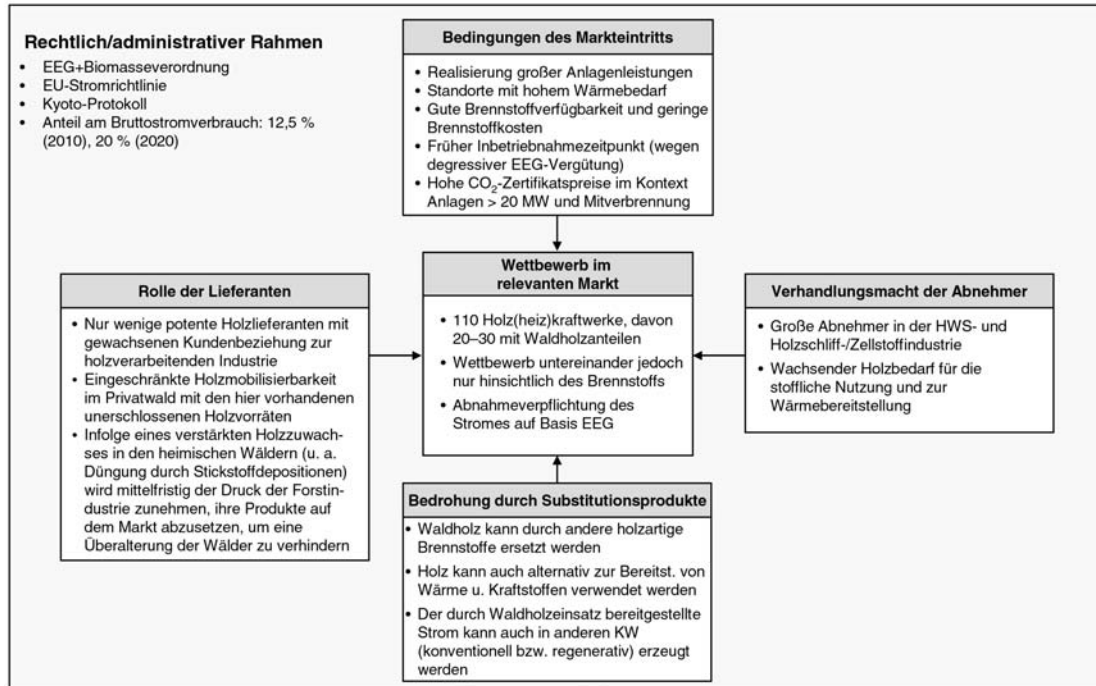 Rechtlich/administrativer Rahmen
• EEG+Biomasseverordnung
• EU-Stromrichtlinie
• Kyoto-Protokoll
• Anteil am Bruttostromverbrauch: 12,5 %
(2010), 20 % (2020)
Bedingungen des Markteintritts
• Realisierung großer Anlagenleistungen
• Standorte mit hohem Wärmebedarf
• Gute Brennstoffverfügbarkeit und geringe
Brennstoffkosten
• Früher Inbetriebnahmezeitpunkt (wegen
degressiver EEG-Vergütung)
• Hohe CO₂-Zertifikatspreise im Kontext
Anlagen > 20 MW und Mitverbrennung
Rolle der Lieferanten
• Nur wenige potente Holzlieferanten mit
gewachsenen Kundenbeziehung zur
holzverarbeitenden Industrie
• Eingeschränkte Holzmobilisierbarkeit
im Privatwald mit den hier vorhandenen
unerschlossenen Holzvorräten
• Infolge eines verstärkten Holzzuwach-
ses in den heimischen Wäldern (u. a.
Düngung durch Stickstoffdepositionen)
wird mittelfristig der Druck der Forstin-
dustrie zunehmen, ihre Produkte auf
dem Markt abzusetzen, um eine
Überalterung der Wälder zu verhindern
Wettbewerb im
relevanten Markt
• 110 Holz(heiz)kraftwerke, davon
20–30 mit Waldholzanteilen
• Wettbewerb untereinander jedoch
nur hinsichtlich des Brennstoffs
• Abnahmeverpflichtung des
Stromes auf Basis EEG
Verhandlungsmacht der Abnehmer
• Große Abnehmer in der HWS- und
Holzschliff-/Zellstoffindustrie
• Wachsender Holzbedarf für die
stoffliche Nutzung und zur
Wärmebereitstellung
Bedrohung durch Substitutionsprodukte
• Waldholz kann durch andere holzartige
Brennstoffe ersetzt werden
• Holz kann auch alternativ zur Bereitst. von
Wärme u. Kraftstoffen verwendet werden
• Der durch Waldholzeinsatz bereitgestellte
Strom kann auch in anderen KW
(konventionell bzw. regenerativ) erzeugt
werden